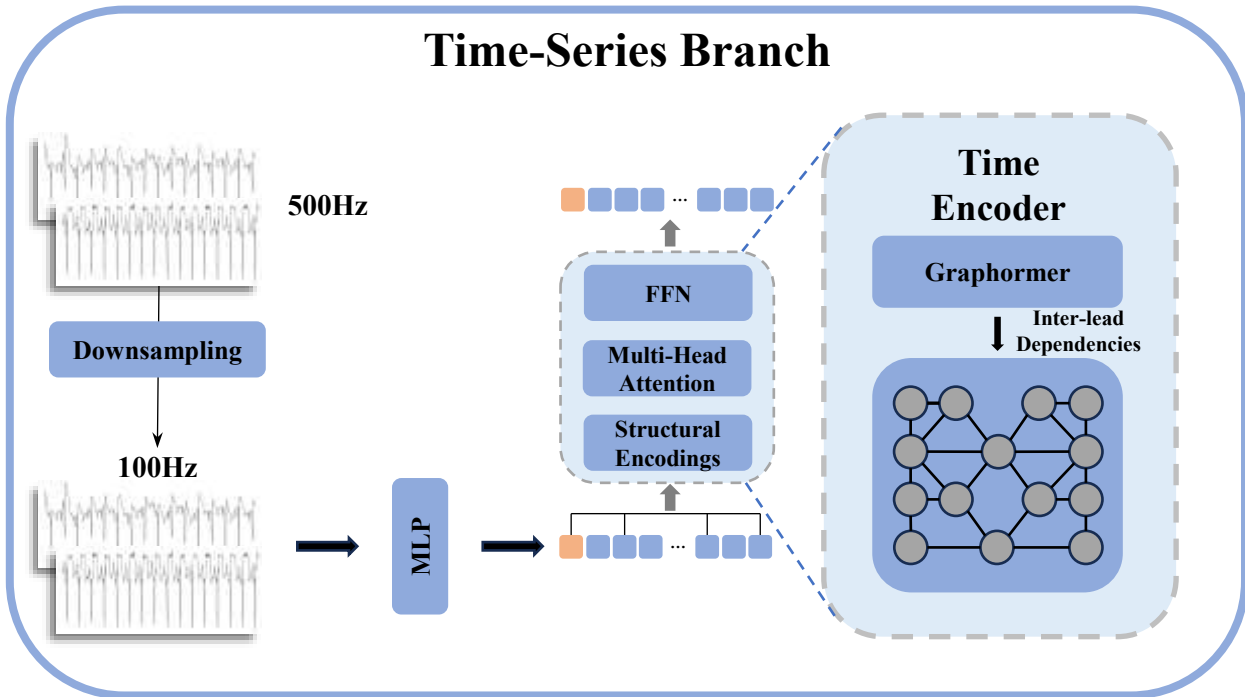 Time-Series Branch
500Hz
Downsampling
100Hz
MLP
...
FFN
Multi-Head
Attention
Structural
Encodings
...
Time
Encoder
Graphormer
Inter-lead
Dependencies